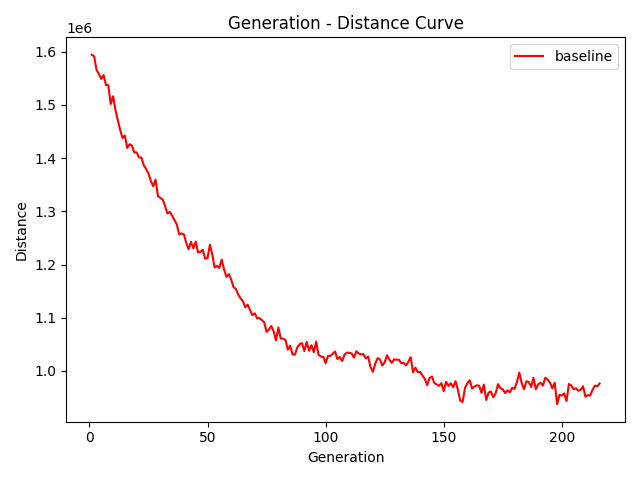 Generation - Distance Curve
1e6
baseline
1.6
1.5
1.4
1.3
1.2
1.1
1.0
Distance
0 50 100 150 200
Generation